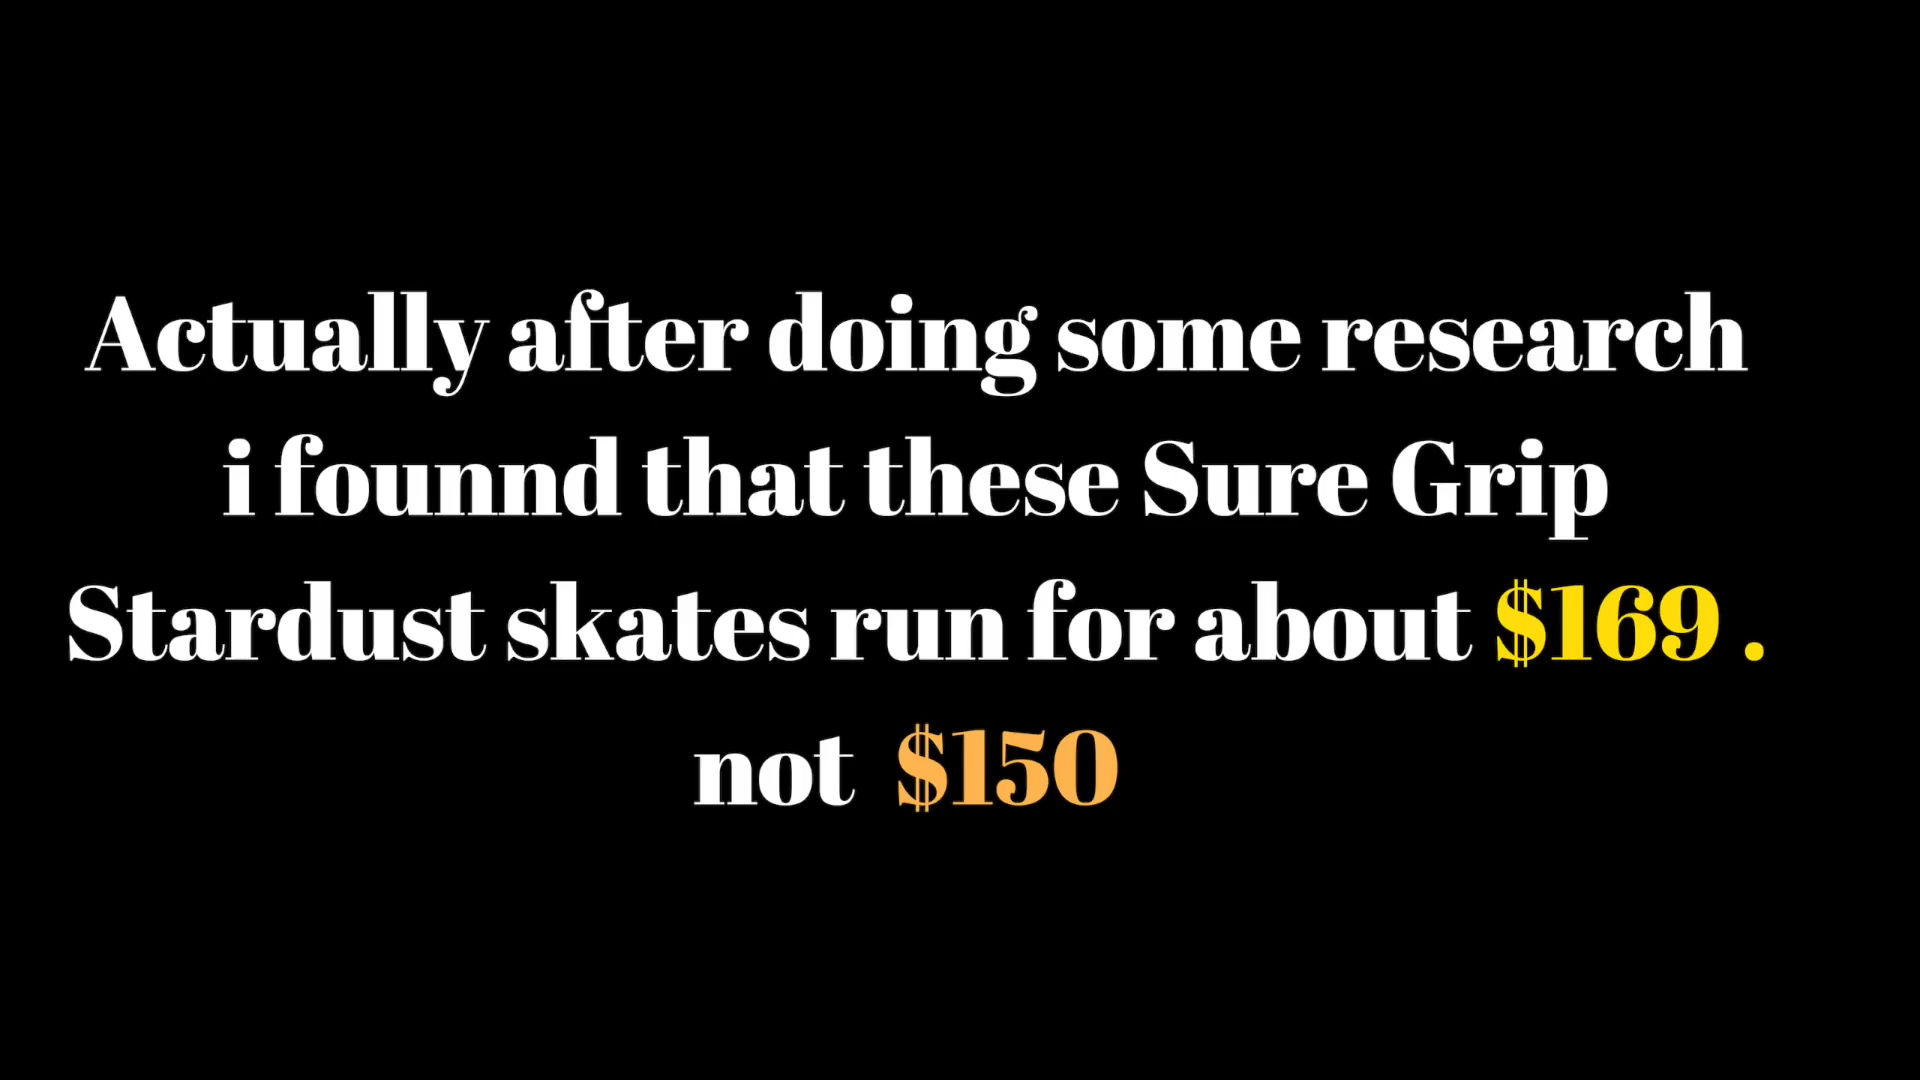 Actually after doing some research
i founnd that these Sure Grip
Stardust skates run for about $169 .
not $150